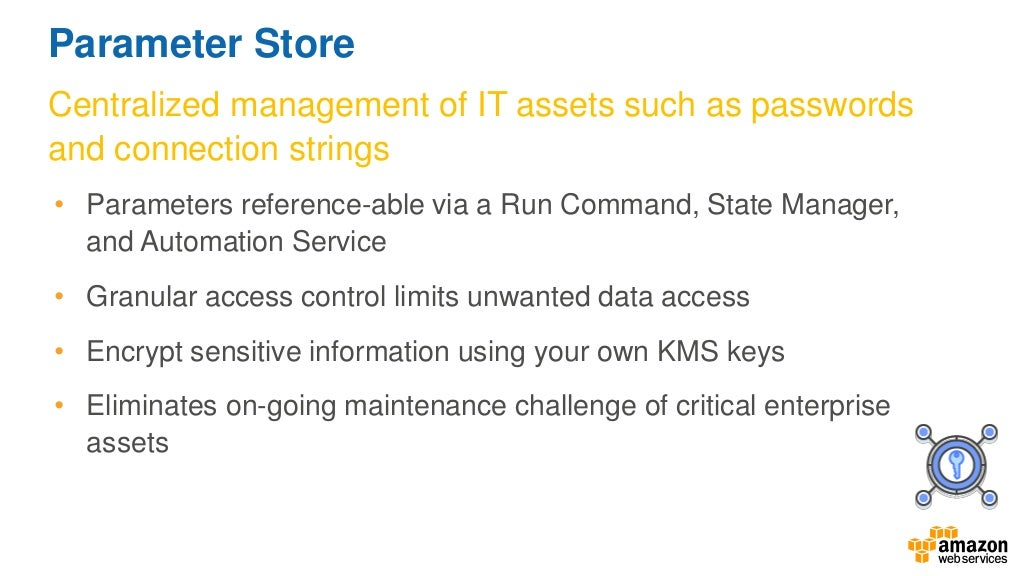 Parameter Store
Centralized management of IT assets such as passwords
and connection strings
• Parameters reference-able via a Run Command, State Manager,
and Automation Service
• Granular access control limits unwanted data access
• Encrypt sensitive information using your own KMS keys
• Eliminates on-going maintenance challenge of critical enterprise
assets
amazon
web services